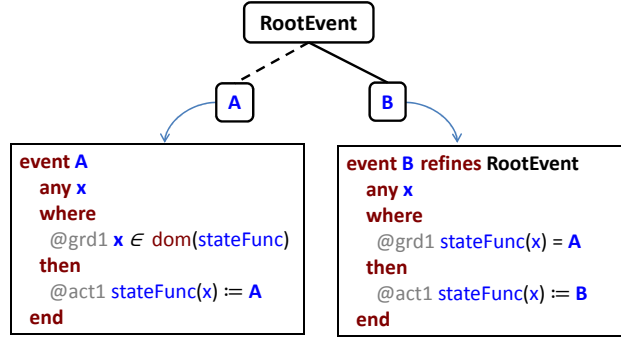 RootEvent
A
B
event A
any x
where
@grd1 x ∈ dom(stateFunc)
then
@act1 stateFunc(x) ≔ A
end
event B refines RootEvent
any x
where
@grd1 stateFunc(x) = A
then
@act1 stateFunc(x) ≔ B
end